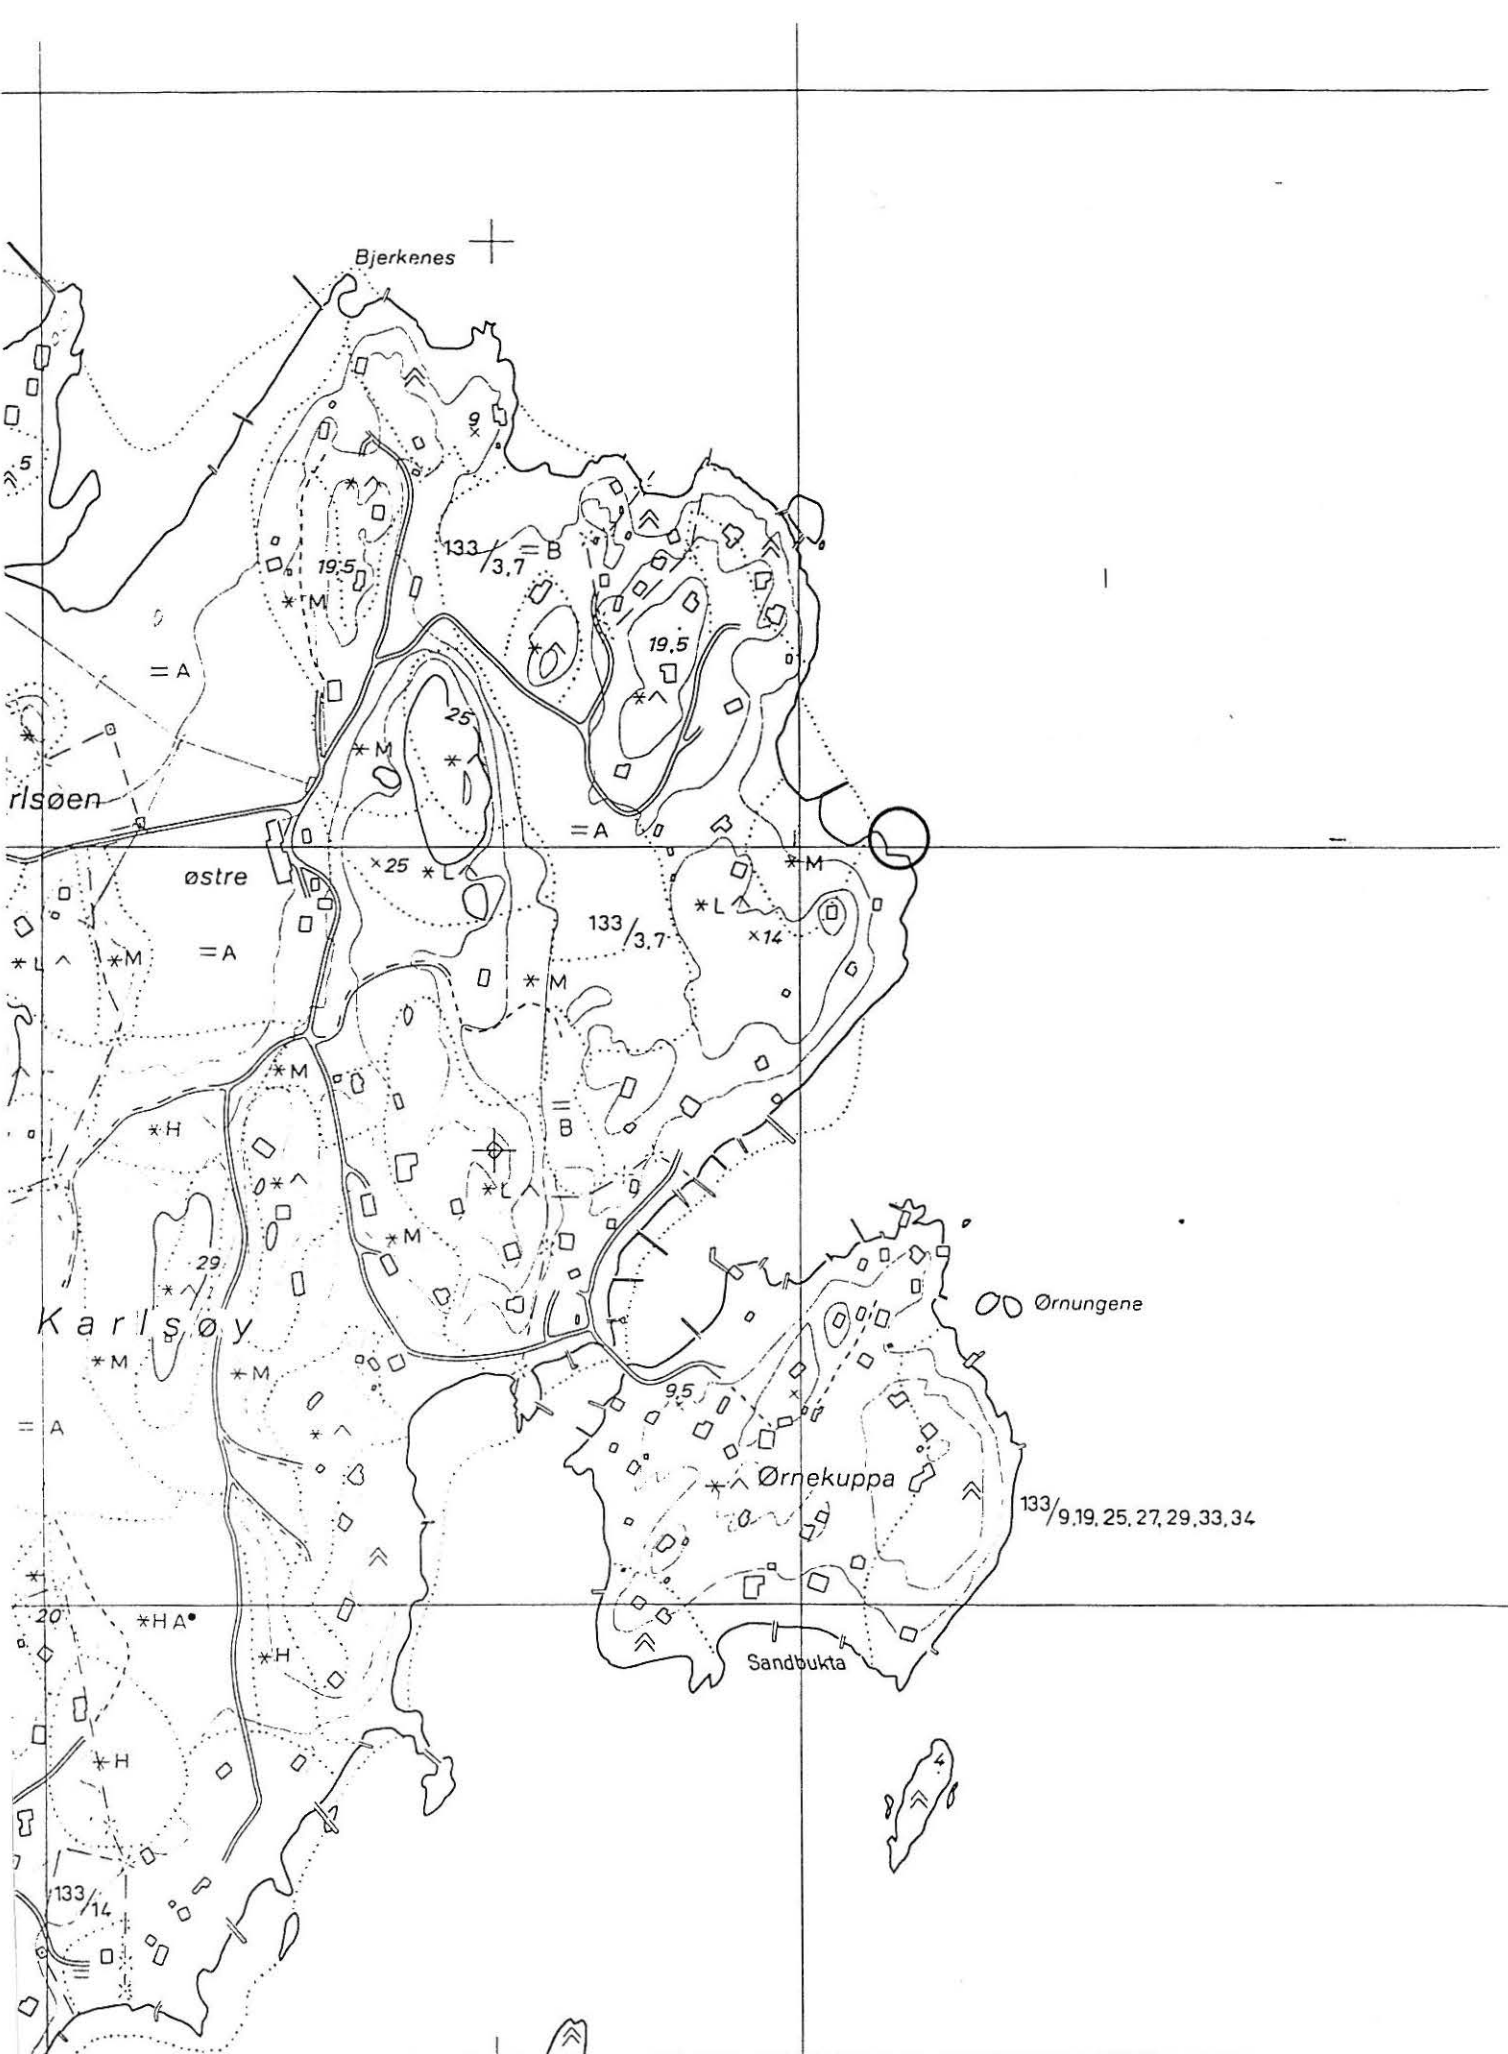 Bjerkenes
9
5
133/3,7
= B
19,5
M
= A
19,5
25
M
rlsøen
= A
østre
×25
L
M
L
×14
133/3,7
= A
L
M
M
M
H
=
B
L
M
29
Ørnungene
Karlsøy
M
M
9,5
= A
Ørnekuppa
133/9,19,25,27,29,33,34
20
HA
H
Sandbukta
H
4
133/14